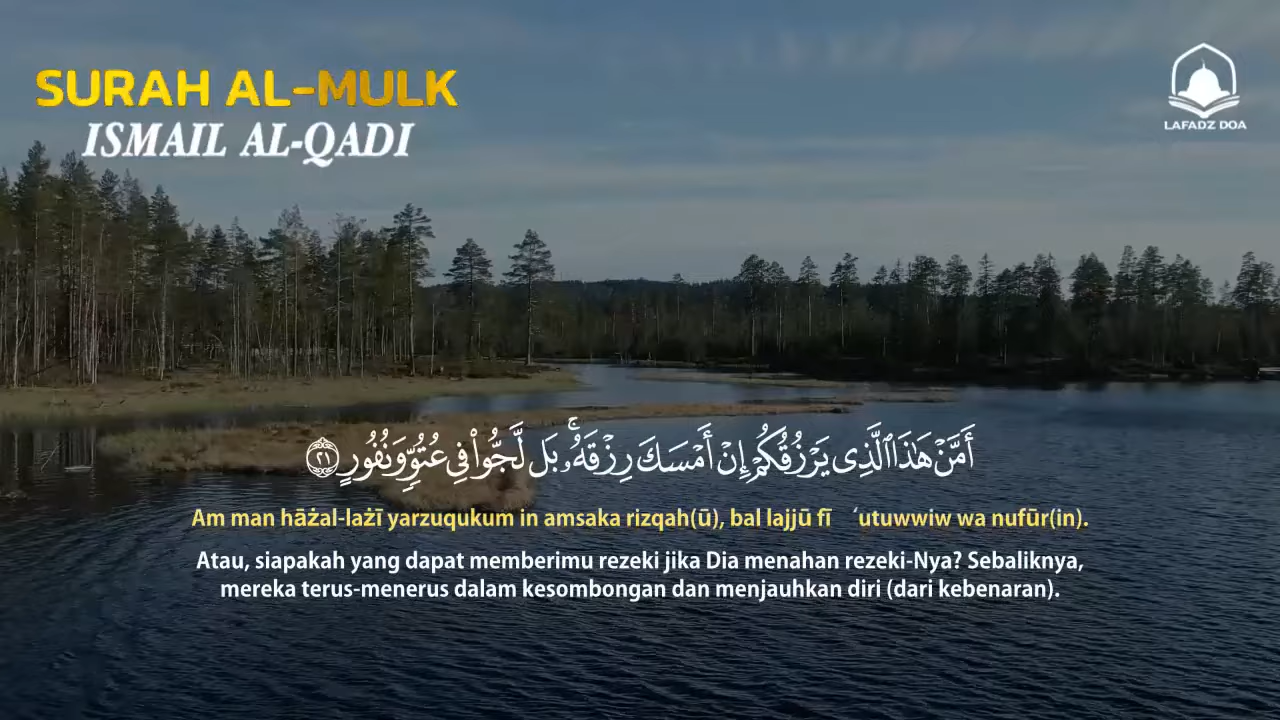 SURAH AL-MULK
ISMAIL AL-QADI
LAFADZ DOA
أَمَّنْ هَٰذَا ٱلَّذِى يَرْزُقُكُمْ إِنْ أَمْسَكَ رِزْقَهُۥ ۚ بَل لَّجُّوا۟ فِى عُتُوٍّ وَنُفُورٍ ٢١
Am man hāżal-lażī yarzuqukum in amsaka rizqah(ū), bal lajjū fī ‘utuwwiw wa nufūr(in).
Atau, siapakah yang dapat memberimu rezeki jika Dia menahan rezeki-Nya? Sebaliknya,
mereka terus-menerus dalam kesombongan dan menjauhkan diri (dari kebenaran).